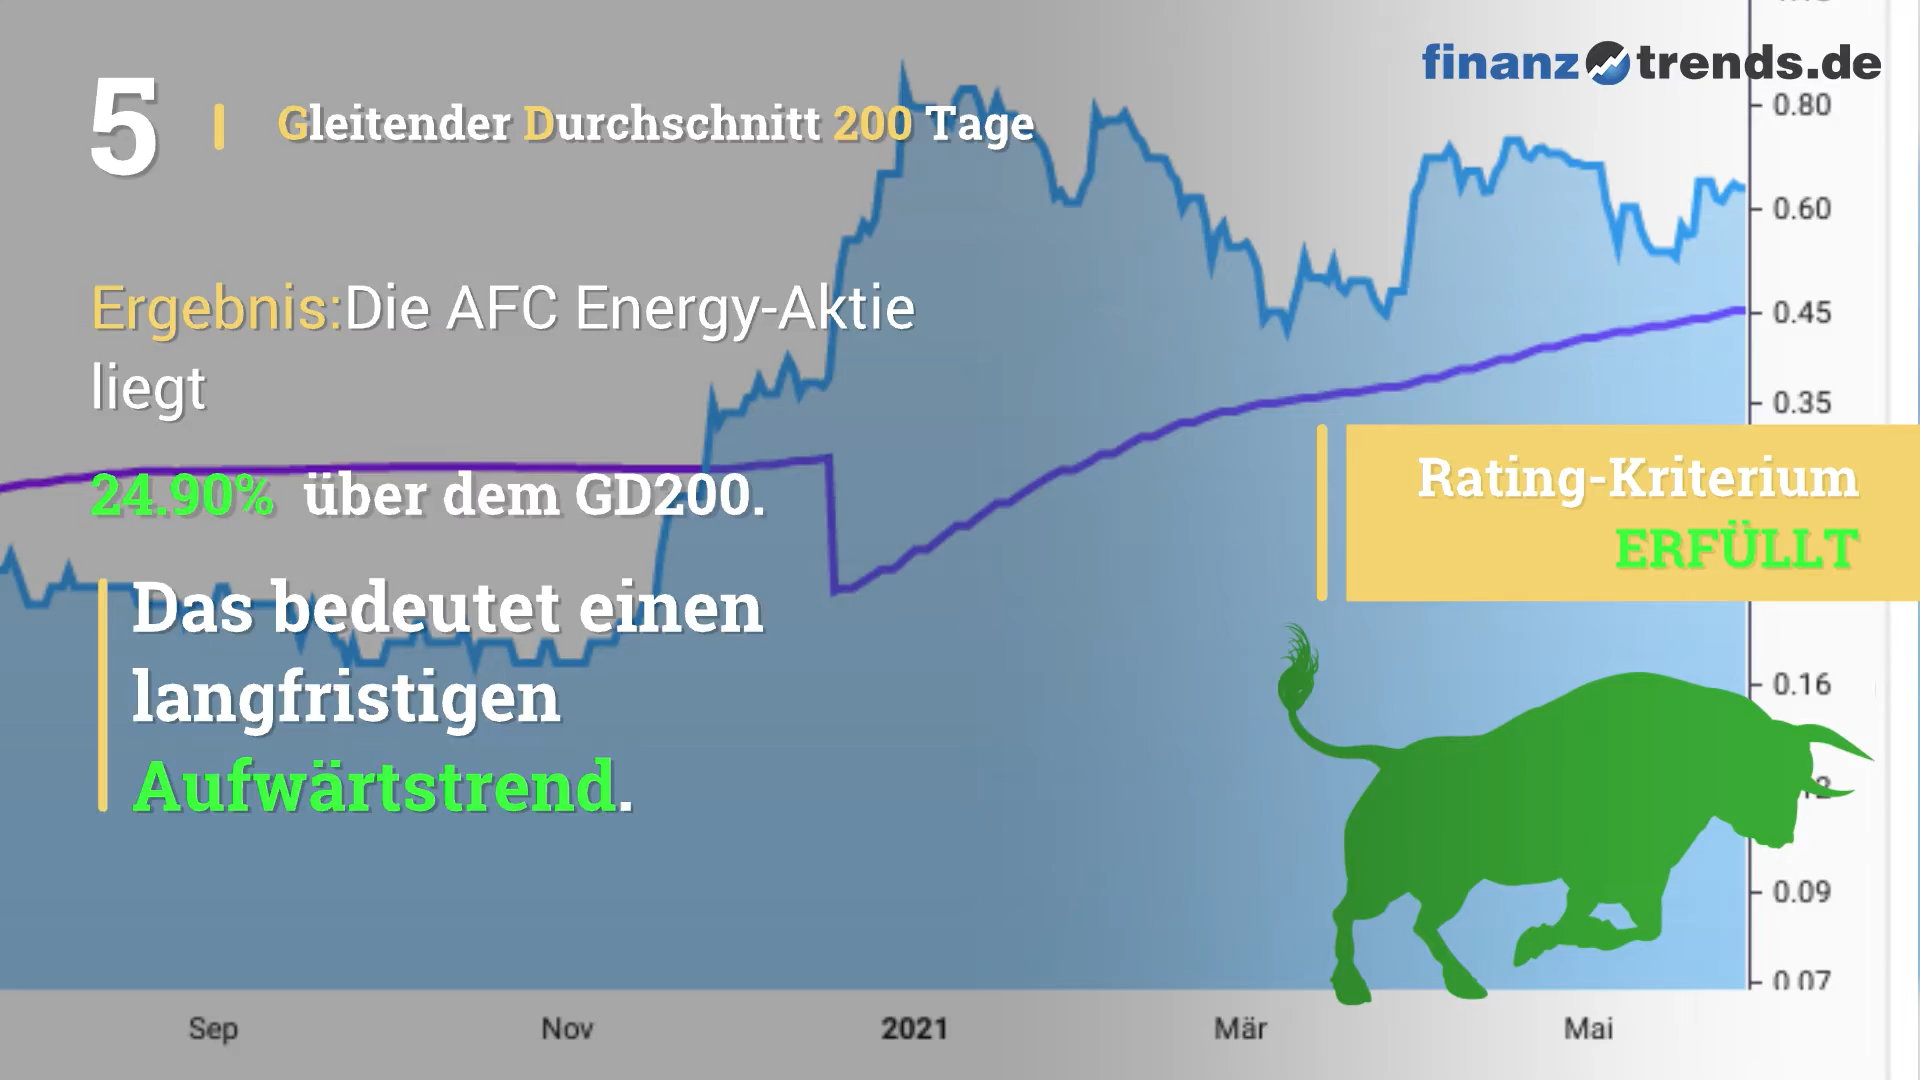 finanztrends.de
5
Gleitender Durchschnitt 200 Tage
Ergebnis:Die AFC Energy-Aktie
liegt
24.90% über dem GD200.
Das bedeutet einen
langfristigen
Aufwärtstrend.
Rating-Kriterium
ERFÜLLT
0.80
0.60
0.45
0.35
0.16
0.09
0.07
Sep Nov 2021 Mär Mai